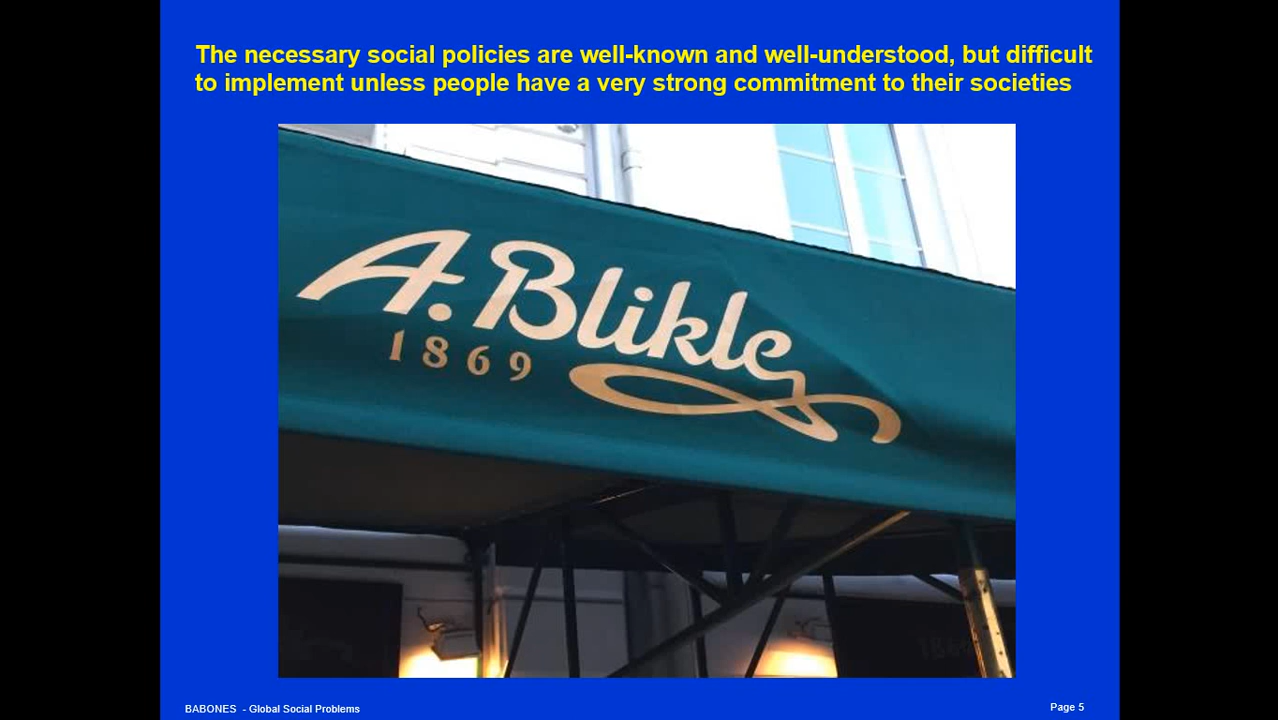 The necessary social policies are well-known and well-understood, but difficult
to implement unless people have a very strong commitment to their societies
A. Blikle
1869
BABONES - Global Social Problems
Page 5